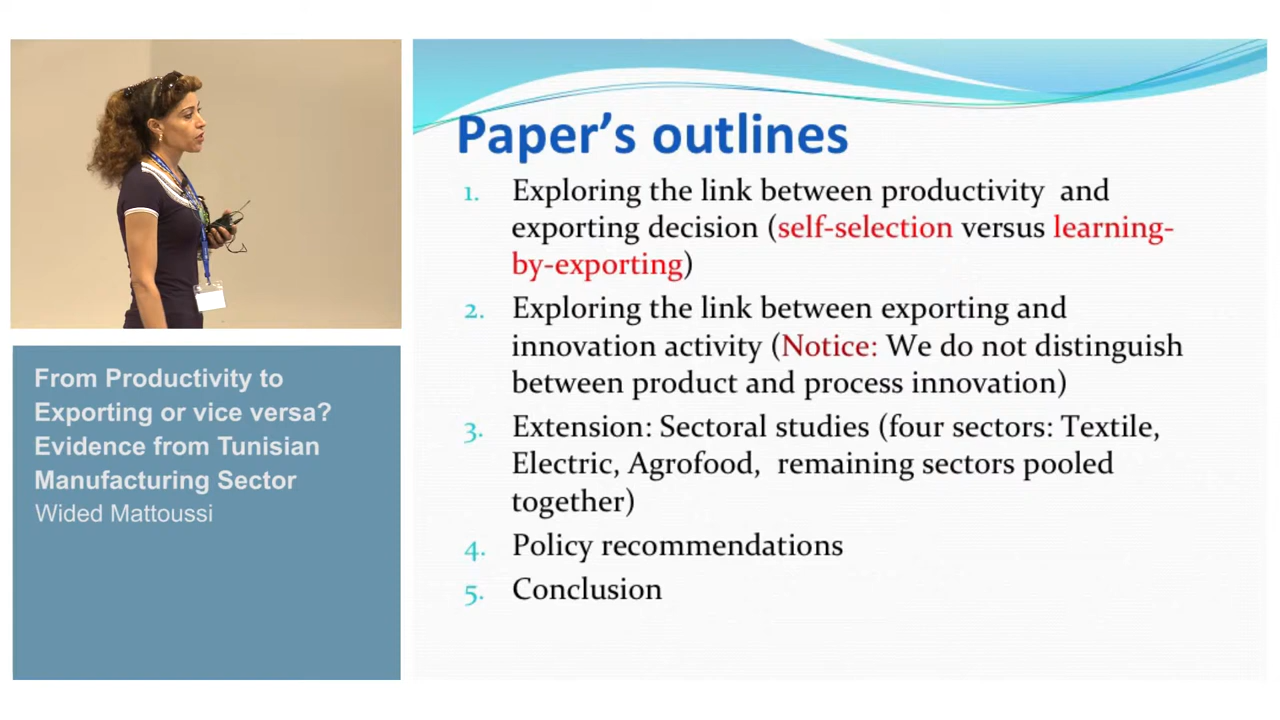 From Productivity to
Exporting or vice versa?
Evidence from Tunisian
Manufacturing Sector
Wided Mattoussi
Paper's outlines
1. Exploring the link between productivity and
exporting decision (self-selection versus learning-
by-exporting)
2. Exploring the link between exporting and
innovation activity (Notice: We do not distinguish
between product and process innovation)
3. Extension: Sectoral studies (four sectors: Textile,
Electric, Agrofood, remaining sectors pooled
together)
4. Policy recommendations
5. Conclusion